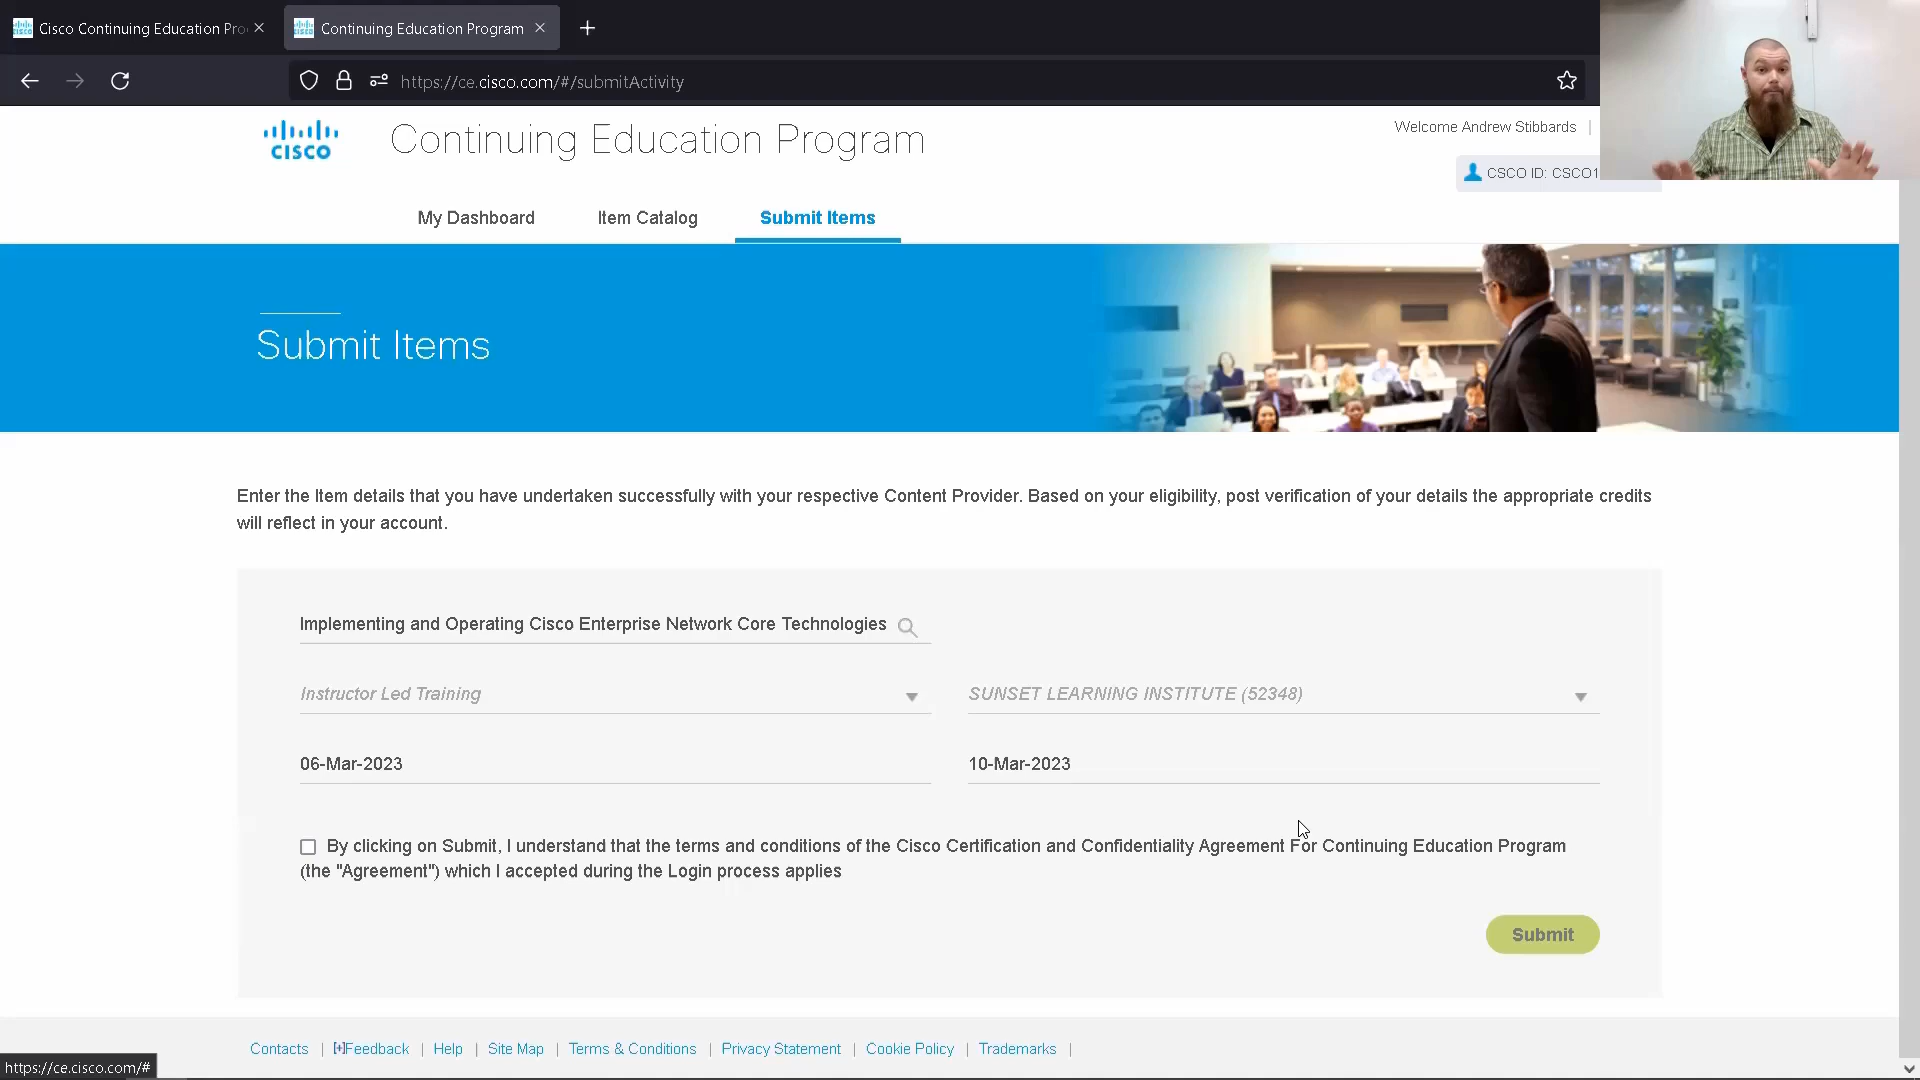 Cisco Continuing Education Pro
Continuing Education Program
https://ce.cisco.com/#/submitActivity
CISCO
Continuing Education Program
Welcome Andrew Stibbards |
CSCO ID: CSCO1
My Dashboard
Item Catalog
Submit Items
Submit Items
Enter the Item details that you have undertaken successfully with your respective Content Provider. Based on your eligibility, post verification of your details the appropriate credits
will reflect in your account.
Implementing and Operating Cisco Enterprise Network Core Technologies
Instructor Led Training
SUNSET LEARNING INSTITUTE (52348)
06-Mar-2023
10-Mar-2023
By clicking on Submit, I understand that the terms and conditions of the Cisco Certification and Confidentiality Agreement For Continuing Education Program
(the "Agreement") which I accepted during the Login process applies
Submit
Contacts | [+]Feedback | Help | Site Map | Terms & Conditions | Privacy Statement | Cookie Policy | Trademarks |
https://ce.cisco.com/#